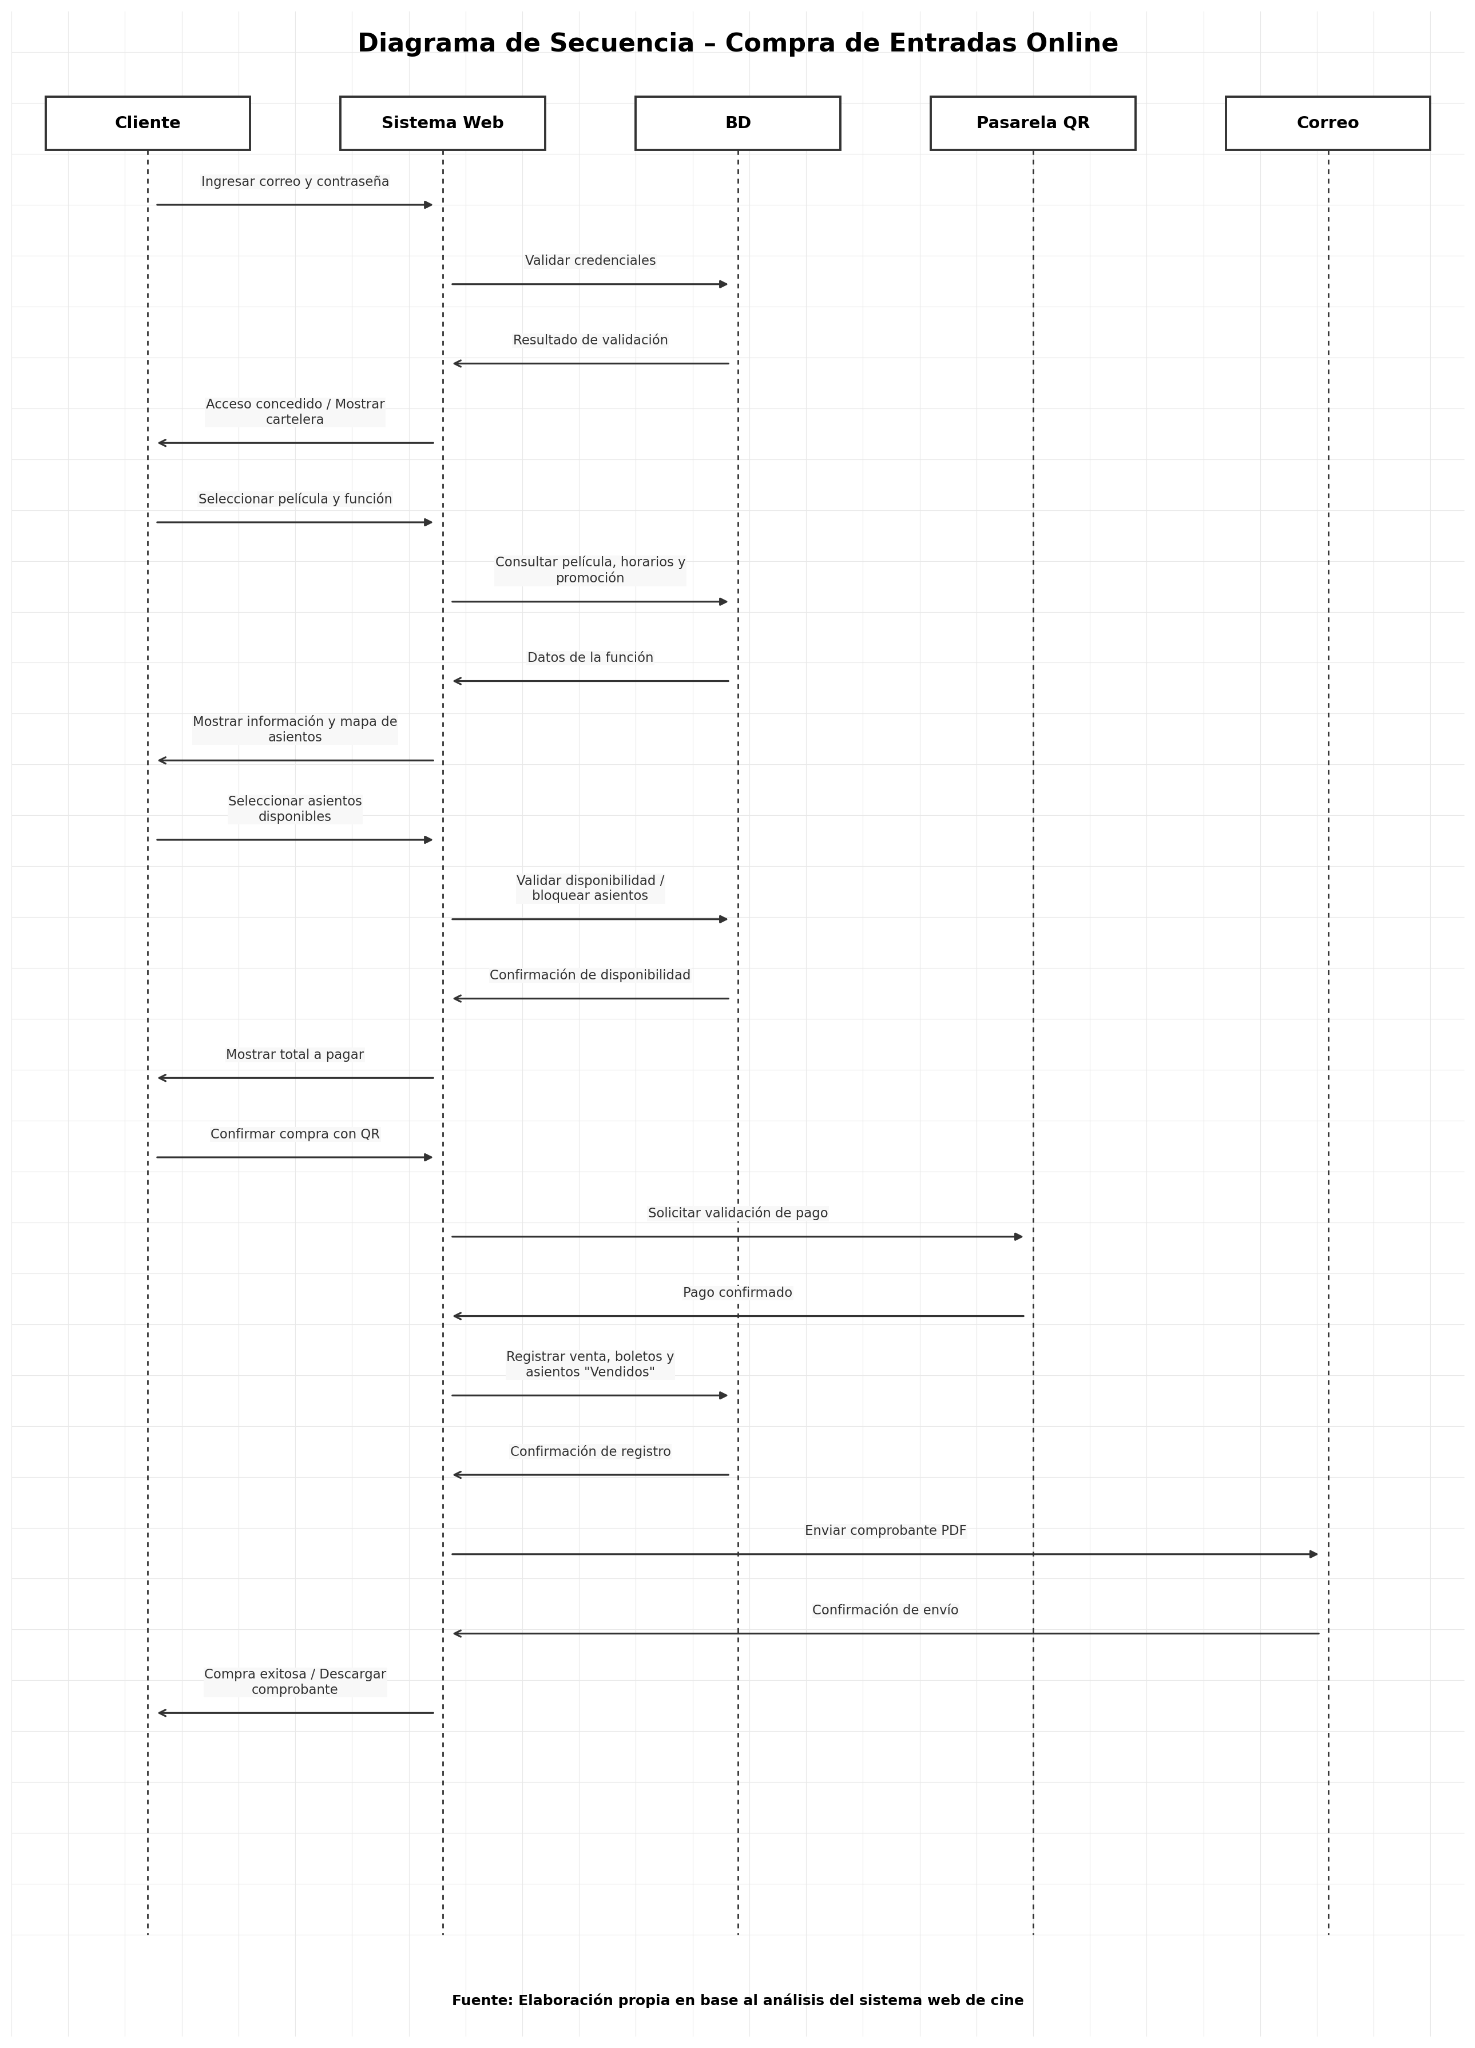 Diagrama de Secuencia – Compra de Entradas Online
Cliente
Sistema Web
BD
Pasarela QR
Correo
Ingresar correo y contraseña
Validar credenciales
Resultado de validación
Acceso concedido / Mostrar
cartelera
Seleccionar película y función
Consultar película, horarios y
promoción
Datos de la función
Mostrar información y mapa de
asientos
Seleccionar asientos
disponibles
Validar disponibilidad /
bloquear asientos
Confirmación de disponibilidad
Mostrar total a pagar
Confirmar compra con QR
Solicitar validación de pago
Pago confirmado
Registrar venta, boletos y
asientos "Vendidos"
Confirmación de registro
Enviar comprobante PDF
Confirmación de envío
Compra exitosa / Descargar
comprobante
Fuente: Elaboración propia en base al análisis del sistema web de cine